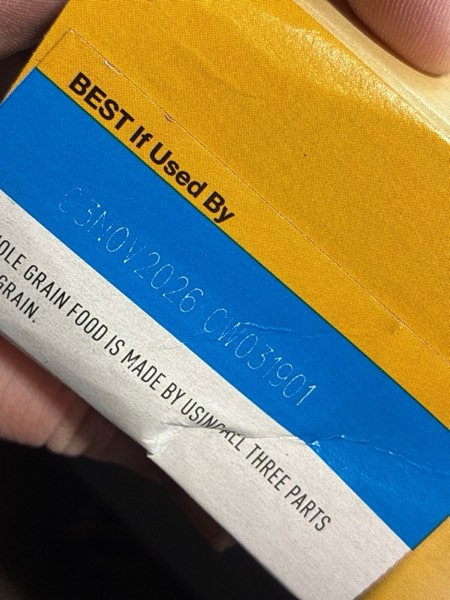 BEST If Used By
03NOV2026 CW031901
OLE GRAIN FOOD IS MADE BY USING ALL THREE PARTS
GRAIN.